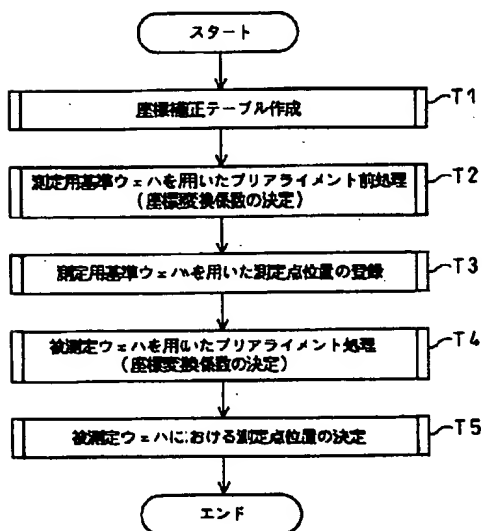 スタート
座標補正テーブル作成
T1
測定用基準ウェハを用いたプリアライメント前処理
(座標変換係数の決定)
T2
測定用基準ウェハを用いた測定点位置の登録
T3
被測定ウェハを用いたプリアライメント処理
(座標変換係数の決定)
T4
被測定ウェハにおける測定点位置の決定
T5
エンド